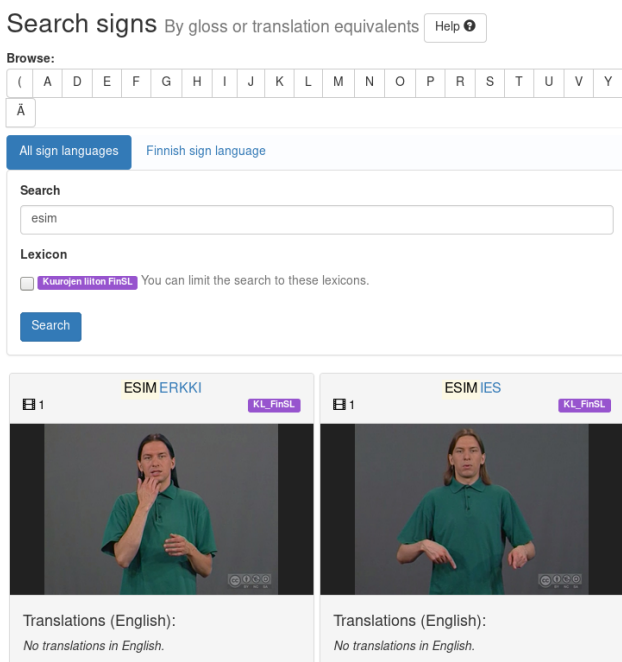 Search signs By gloss or translation equivalents Help
Browse:
( A D E F G H I J K L M N O P R S T U V Y
Ä
All sign languages Finnish sign language
Search
esim
Lexicon
Kuurojen liiton FinSL You can limit the search to these lexicons.
Search
ESIMERKKI ESIMIES
1 KL_FinSL 1 KL_FinSL
Translations (English): Translations (English):
No translations in English. No translations in English.